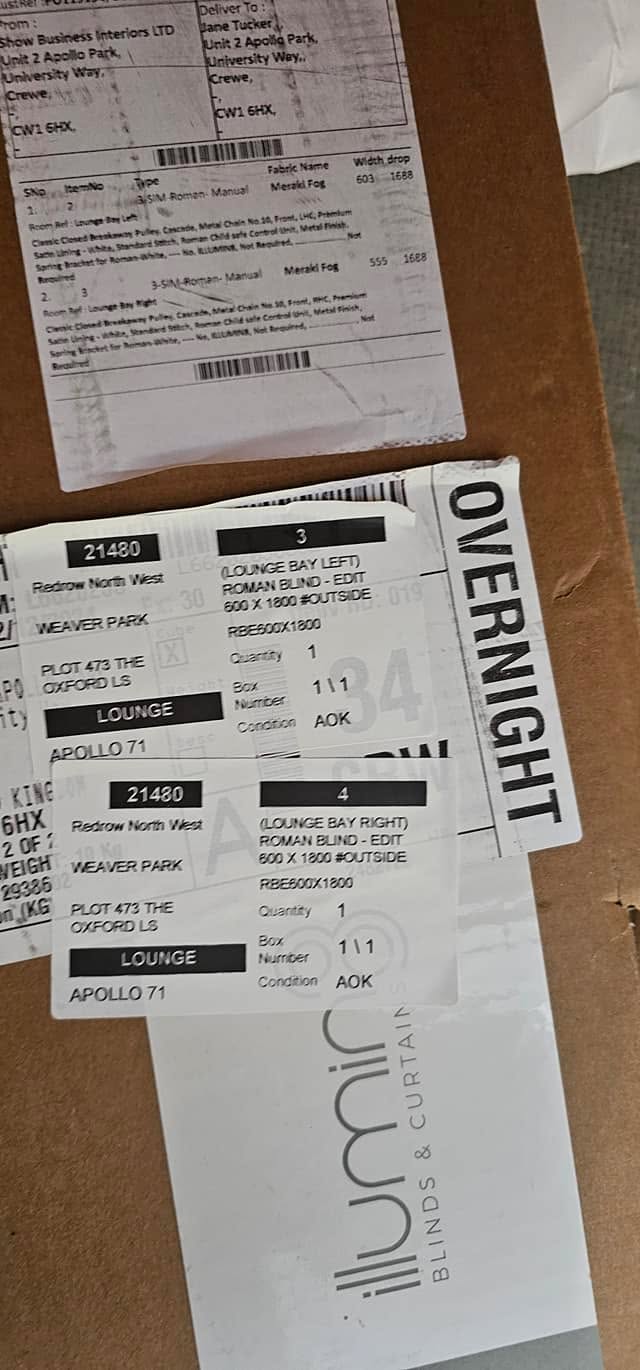 From :
Show Business Interiors LTD
Unit 2 Apollo Park,
University Way,
Crewe,
CW1 6HX,
Deliver To :
Jane Tucker,
Unit 2 Apollo Park,
University Way,,
Crewe,
CW1 6HX,
SNo ItemNo Type Fabric Name Width drop
1. 2 3-SIM-Roman- Manual Meraki Fog 603 1688
Room Ref : Lounge Bay Left
Classic Closed Breakaway Pulley, Cascade, Metal Chain No.10, Front, LHC, Premium
Satin Lining - White, Standard Stitch, Roman Child safe Control Unit, Metal Finish,
Spring Bracket for Roman-White, --- No, ILLUMINA, Not Required, Not
Required
2. 3 3-SIM-Roman- Manual Meraki Fog 555 1688
Room Ref : Lounge Bay Right
Classic Closed Breakaway Pulley, Cascade, Metal Chain No.10, Front, RHC, Premium
Satin Lining - White, Standard Stitch, Roman Child safe Control Unit, Metal Finish,
Spring Bracket for Roman-White, --- No, ILLUMINA, Not Required, Not
Required
OVERNIGHT
21480
Redrow North West
WEAVER PARK
PLOT 473 THE
OXFORD LS
LOUNGE
APOLLO 71
3
(LOUNGE BAY LEFT)
ROMAN BLIND - EDIT
600 X 1800 #OUTSIDE
RBE600X1800
Quantity 1
Box
Number 1\1
Condition AOK
34
KING
6HX
2 OF
WEIGH
29386
(KG
21480
Redrow North West
WEAVER PARK
PLOT 473 THE
OXFORD LS
LOUNGE
APOLLO 71
4
(LOUNGE BAY RIGHT)
ROMAN BLIND - EDIT
600 X 1800 #OUTSIDE
RBE600X1800
Quantity 1
Box
Number 1\1
Condition AOK
illumin
BLINDS & CURTAIN